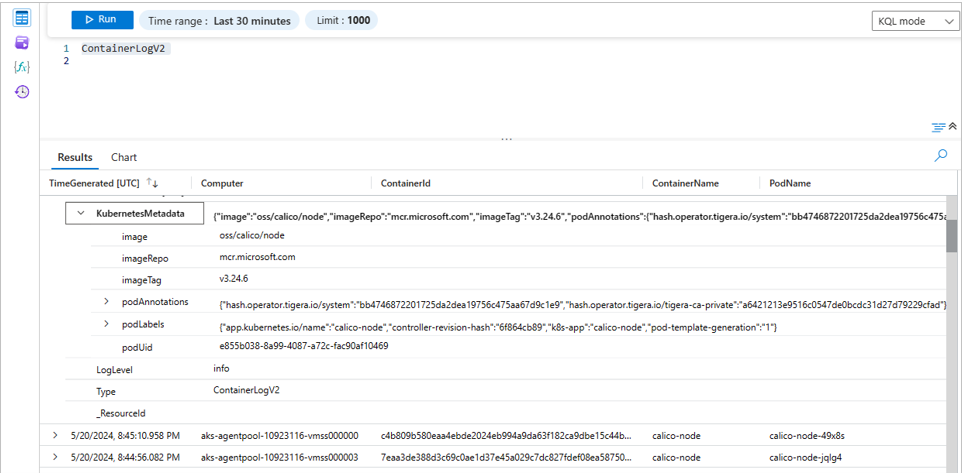 Run Time range : Last 30 minutes Limit : 1000 KQL mode
1 ContainerLogV2
2
{fx}
...
Results Chart
TimeGenerated [UTC] ↑↓ Computer ContainerId ContainerName PodName
KubernetesMetadata {"image":"oss/calico/node","imageRepo":"mcr.microsoft.com","imageTag":"v3.24.6","podAnnotations":{"hash.operator.tigera.io/system":"bb4746872201725da2dea19756c475aa
image oss/calico/node
imageRepo mcr.microsoft.com
imageTag v3.24.6
podAnnotations {"hash.operator.tigera.io/system":"bb4746872201725da2dea19756c475aa67d9c1e9","hash.operator.tigera.io/tigera-ca-private":"a6421213e9516c0547de0bcdc31d27d79229cfad"}
podLabels {"app.kubernetes.io/name":"calico-node","controller-revision-hash":"6f864cb89","k8s-app":"calico-node","pod-template-generation":"1"}
podUid e855b038-8a99-4087-a72c-fac90af10469
LogLevel info
Type ContainerLogV2
_ResourceId
5/20/2024, 8:45:10.958 PM aks-agentpool-10923116-vmss000000 c4b809b580eaa4ebde2024eb994a9da63f182ca9dbe15c44b... calico-node calico-node-49x8s
5/20/2024, 8:44:56.082 PM aks-agentpool-10923116-vmss000003 7eaa3de388d3c69c0ae1d37e45a029c7dc827fdef08ea58750... calico-node calico-node-jqlg4